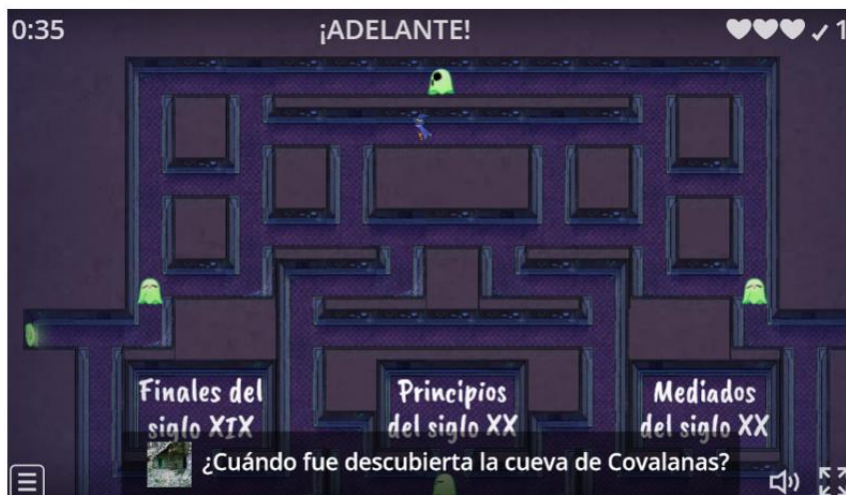 0:35
¡ADELANTE!
✓ 1
Finales del
siglo XIX
Principios
del siglo XX
Mediados
del siglo XX
¿Cuándo fue descubierta la cueva de Covalanas?